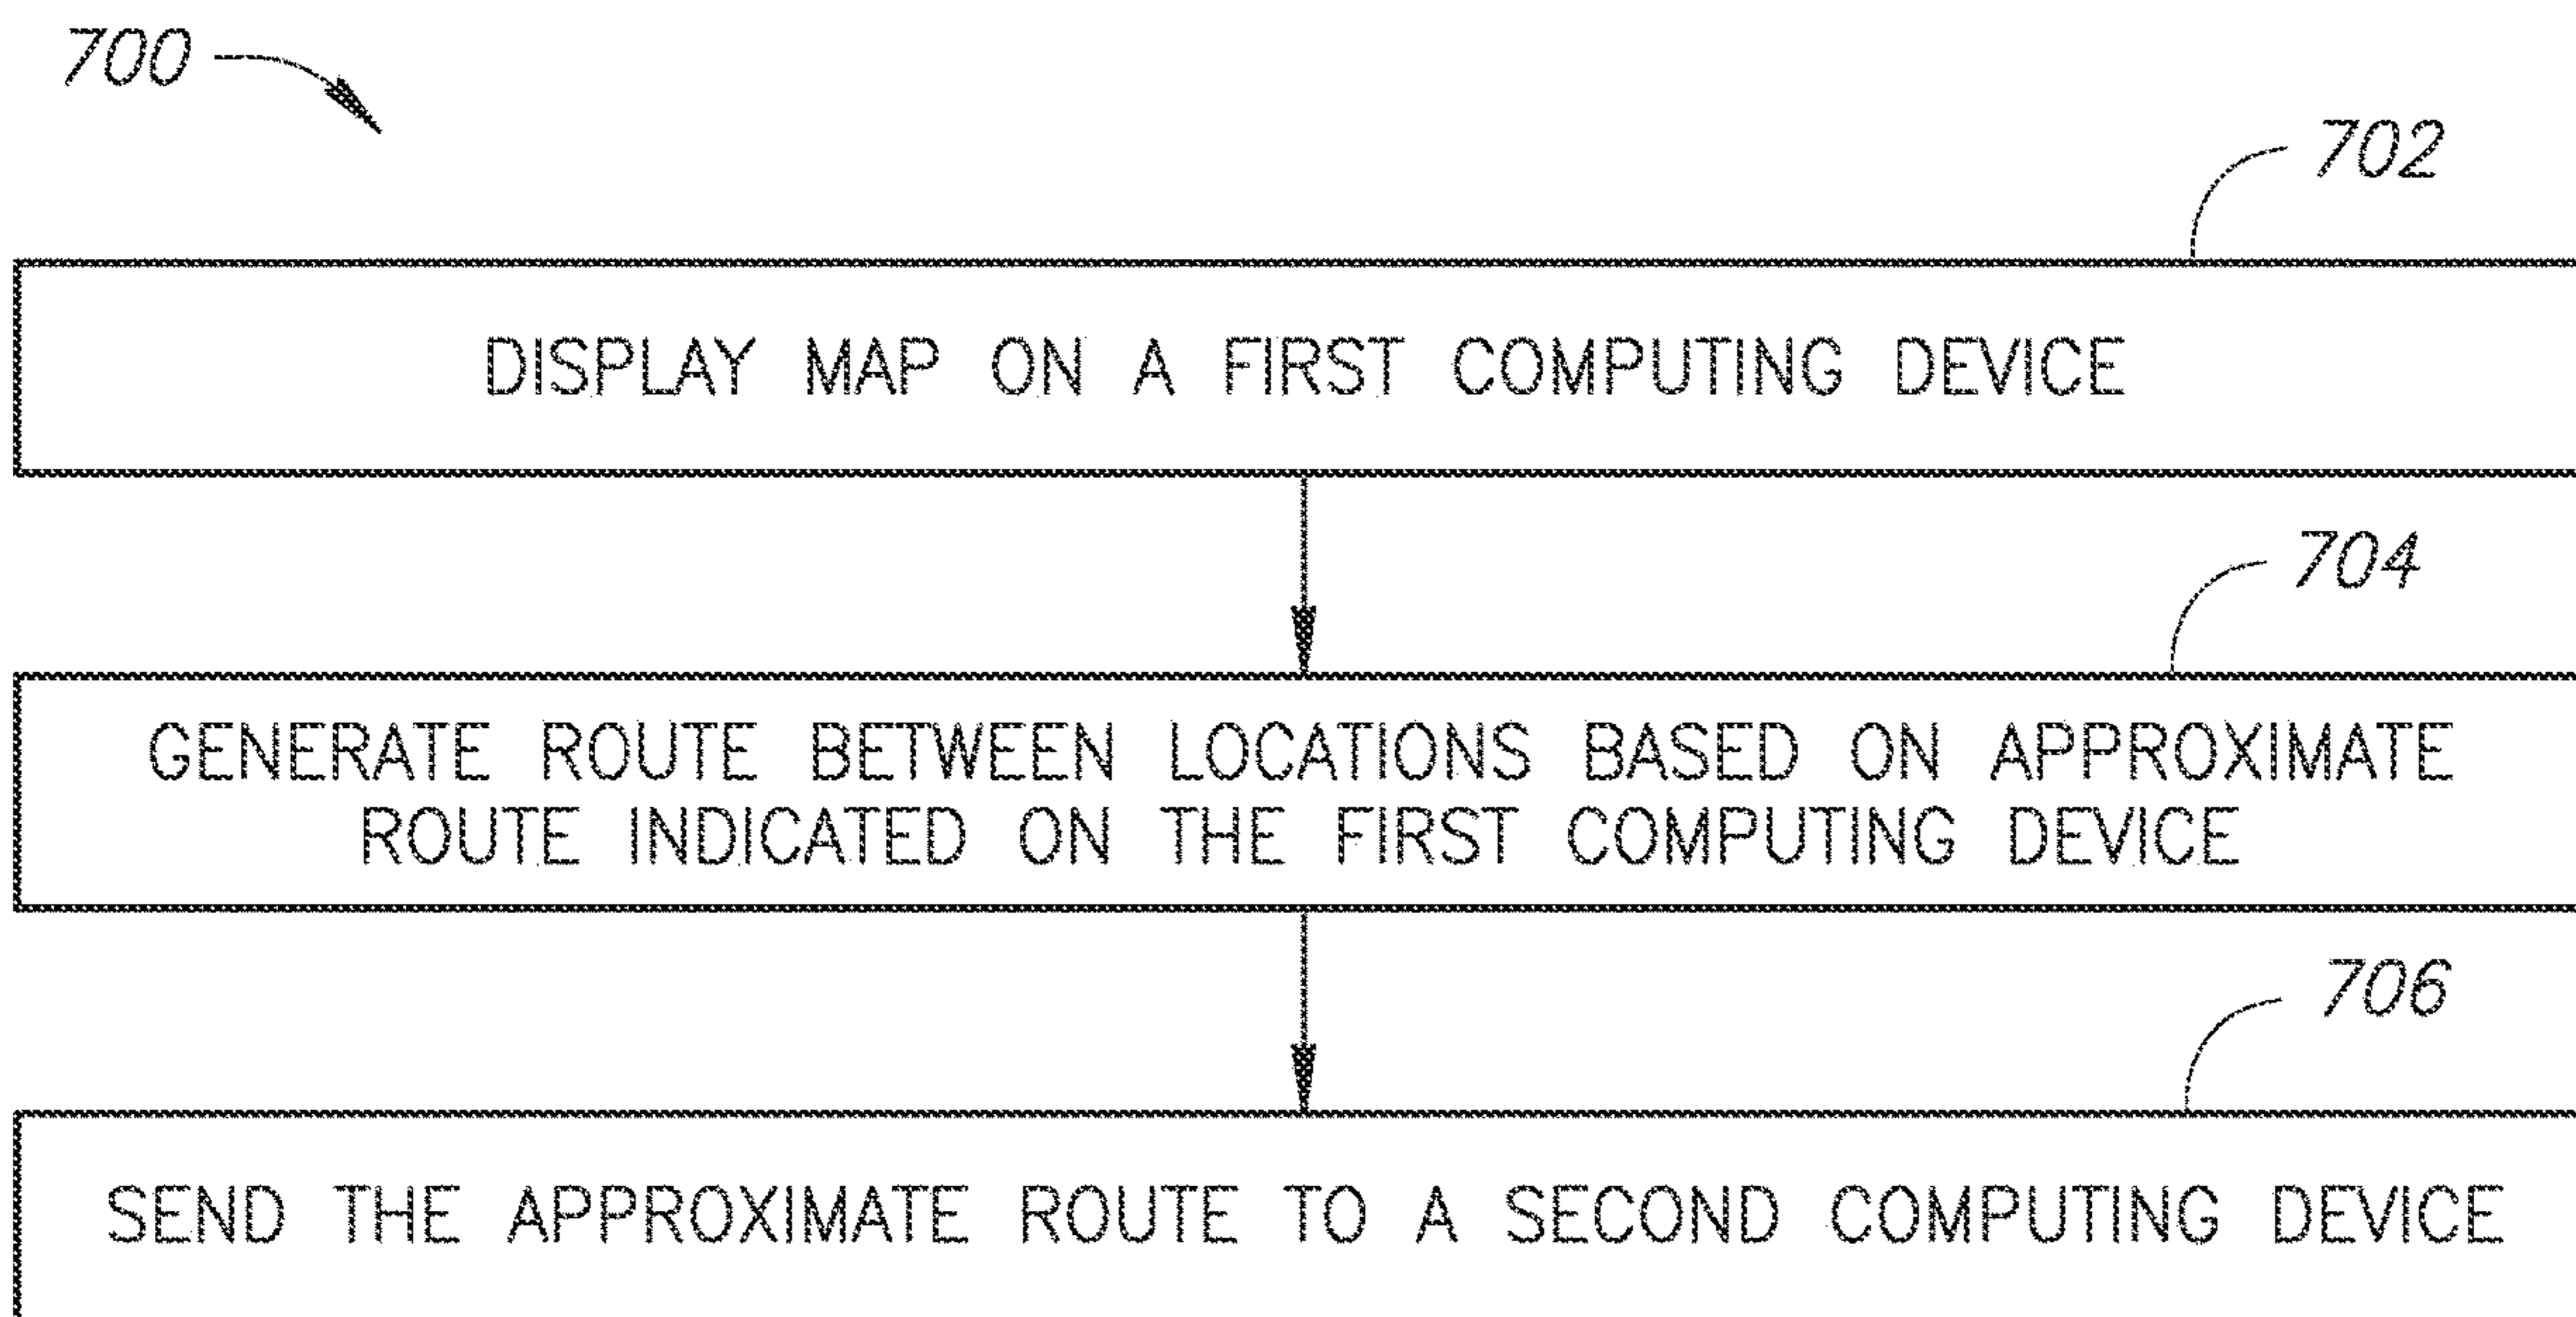 700
702
DISPLAY MAP ON A FIRST COMPUTING DEVICE
704
GENERATE ROUTE BETWEEN LOCATIONS BASED ON APPROXIMATE
ROUTE INDICATED ON THE FIRST COMPUTING DEVICE
706
SEND THE APPROXIMATE ROUTE TO A SECOND COMPUTING DEVICE